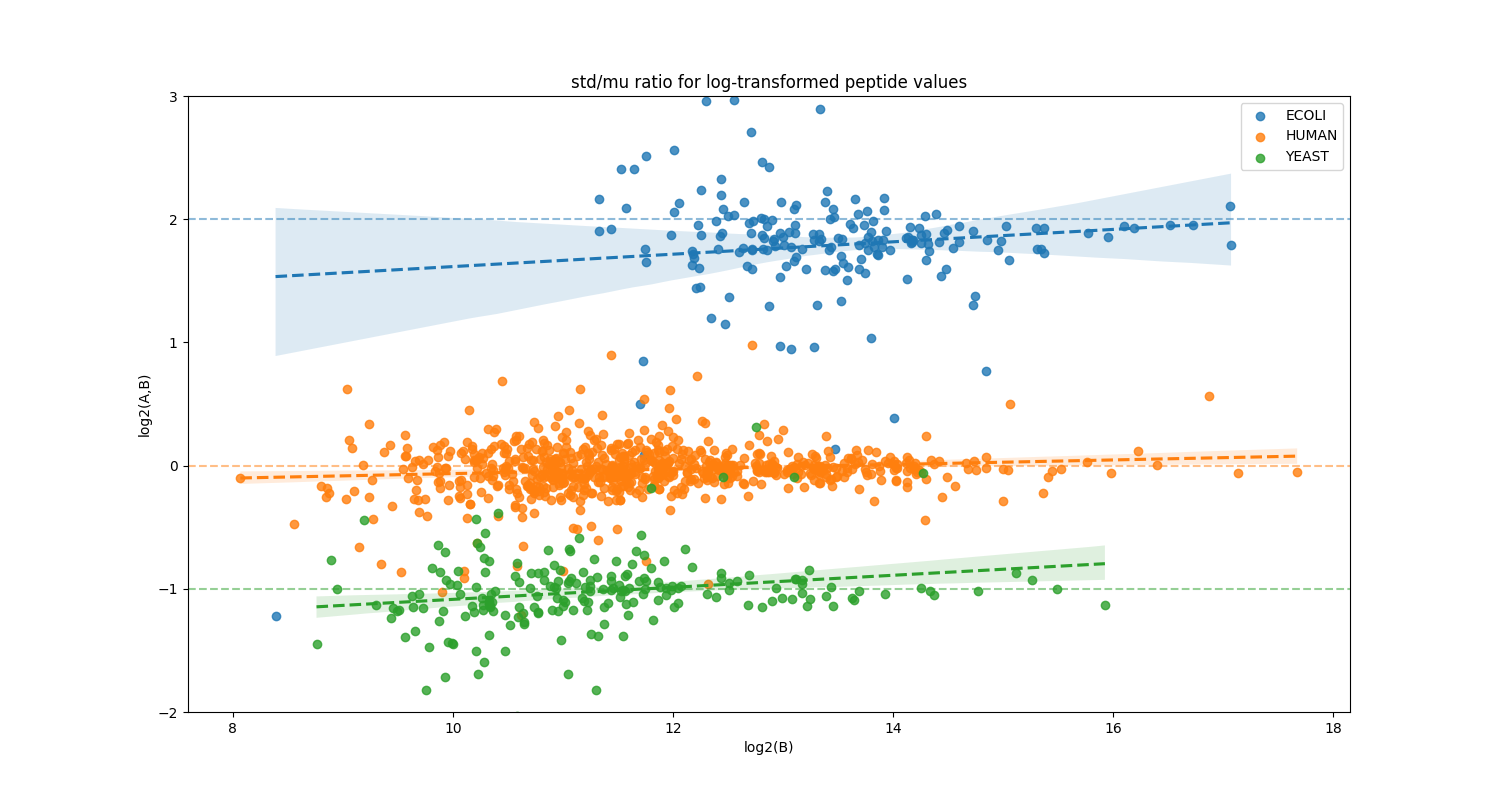 std/mu ratio for log-transformed peptide values
ECOLI
HUMAN
YEAST
log2(A,B)
3
2
1
0
−1
−2
8
10
12
14
16
18
log2(B)